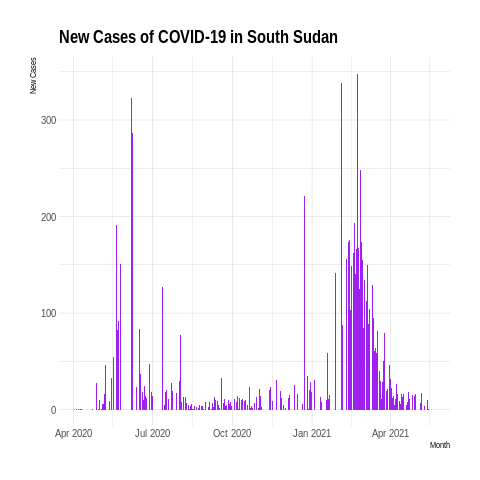 New Cases of COVID-19 in South Sudan
New Cases
300
200
100
0
Apr 2020 Jul 2020 Oct 2020 Jan 2021 Apr 2021
Month